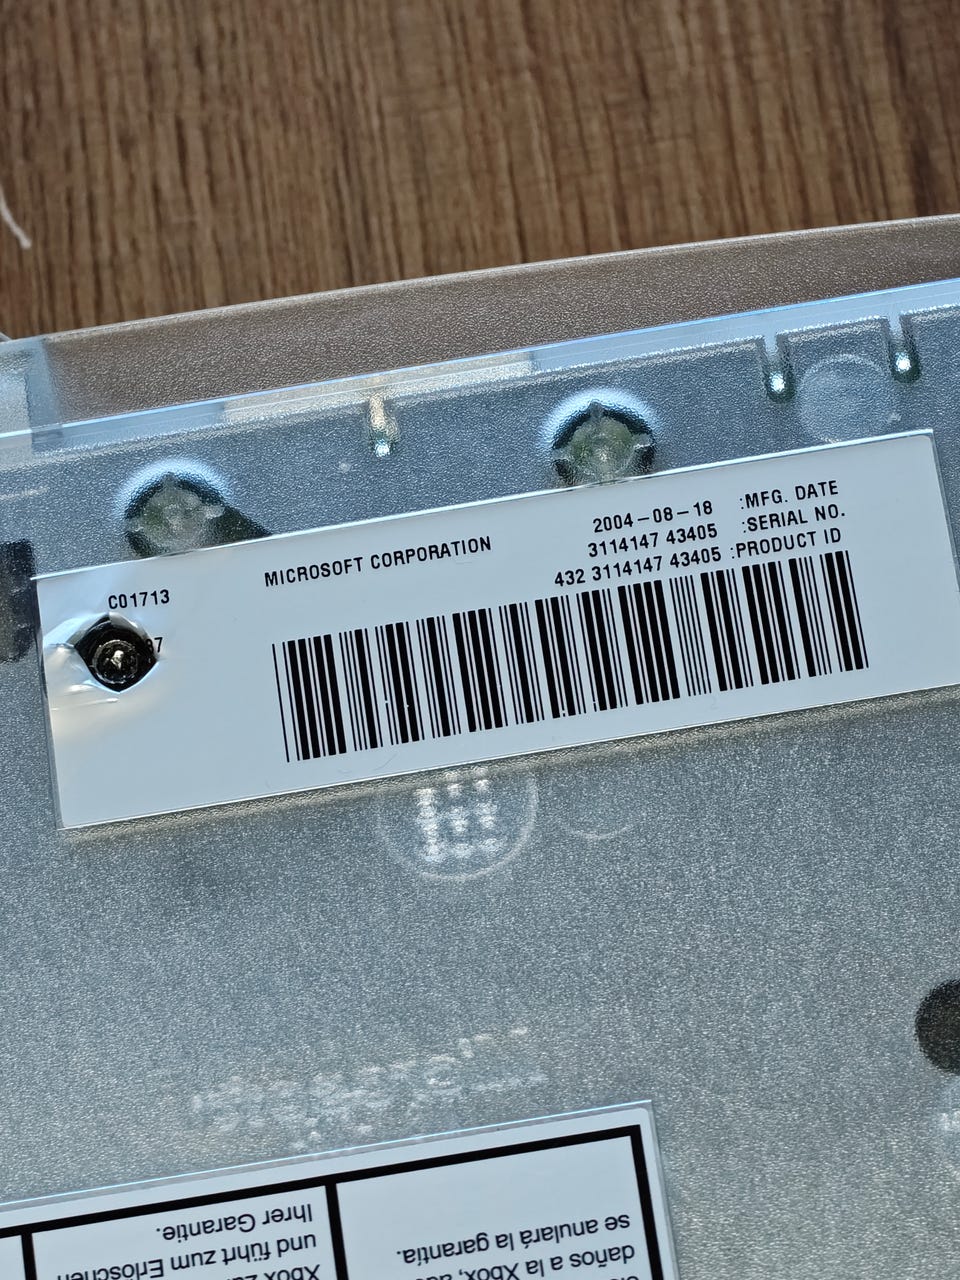 2004-08-18 :MFG. DATE
3114147 43405 :SERIAL NO.
432 3114147 43405 :PRODUCT ID
MICROSOFT CORPORATION
C01713
daños a la Xbox,
se anulará la garantía.
Xbox
und führt zum Erlöschen
Ihrer Garantie.